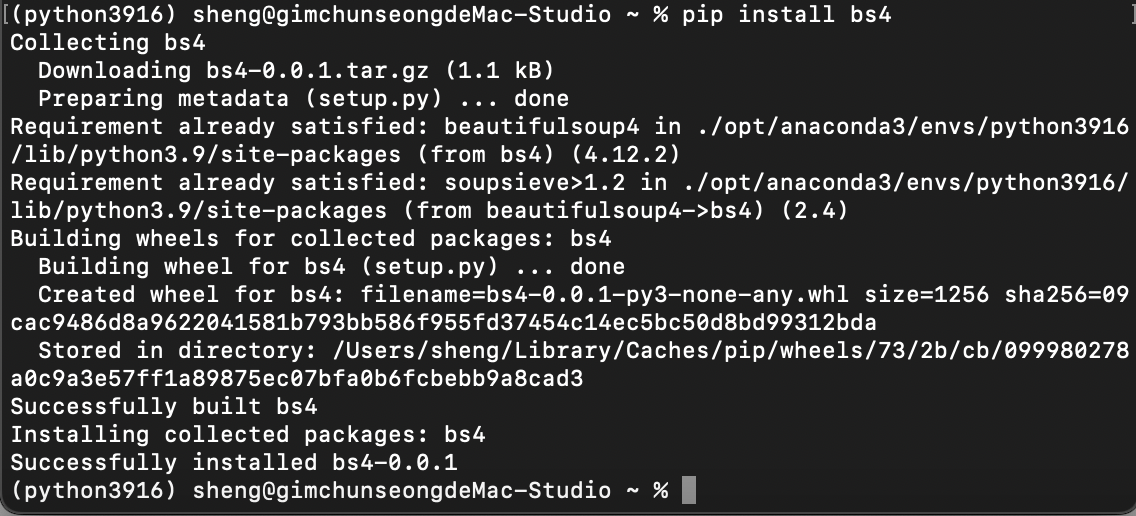 (python3916) sheng@gimchunseongdeMac-Studio ~ % pip install bs4
Collecting bs4
  Downloading bs4-0.0.1.tar.gz (1.1 kB)
  Preparing metadata (setup.py) ... done
Requirement already satisfied: beautifulsoup4 in ./opt/anaconda3/envs/python3916
/lib/python3.9/site-packages (from bs4) (4.12.2)
Requirement already satisfied: soupsieve>1.2 in ./opt/anaconda3/envs/python3916/
lib/python3.9/site-packages (from beautifulsoup4->bs4) (2.4)
Building wheels for collected packages: bs4
  Building wheel for bs4 (setup.py) ... done
  Created wheel for bs4: filename=bs4-0.0.1-py3-none-any.whl size=1256 sha256=09
cac9486d8a9622041581b793bb586f955fd37454c14ec5bc50d8bd99312bda
  Stored in directory: /Users/sheng/Library/Caches/pip/wheels/73/2b/cb/099980278
a0c9a3e57ff1a89875ec07bfa0b6fcbebb9a8cad3
Successfully built bs4
Installing collected packages: bs4
Successfully installed bs4-0.0.1
(python3916) sheng@gimchunseongdeMac-Studio ~ %